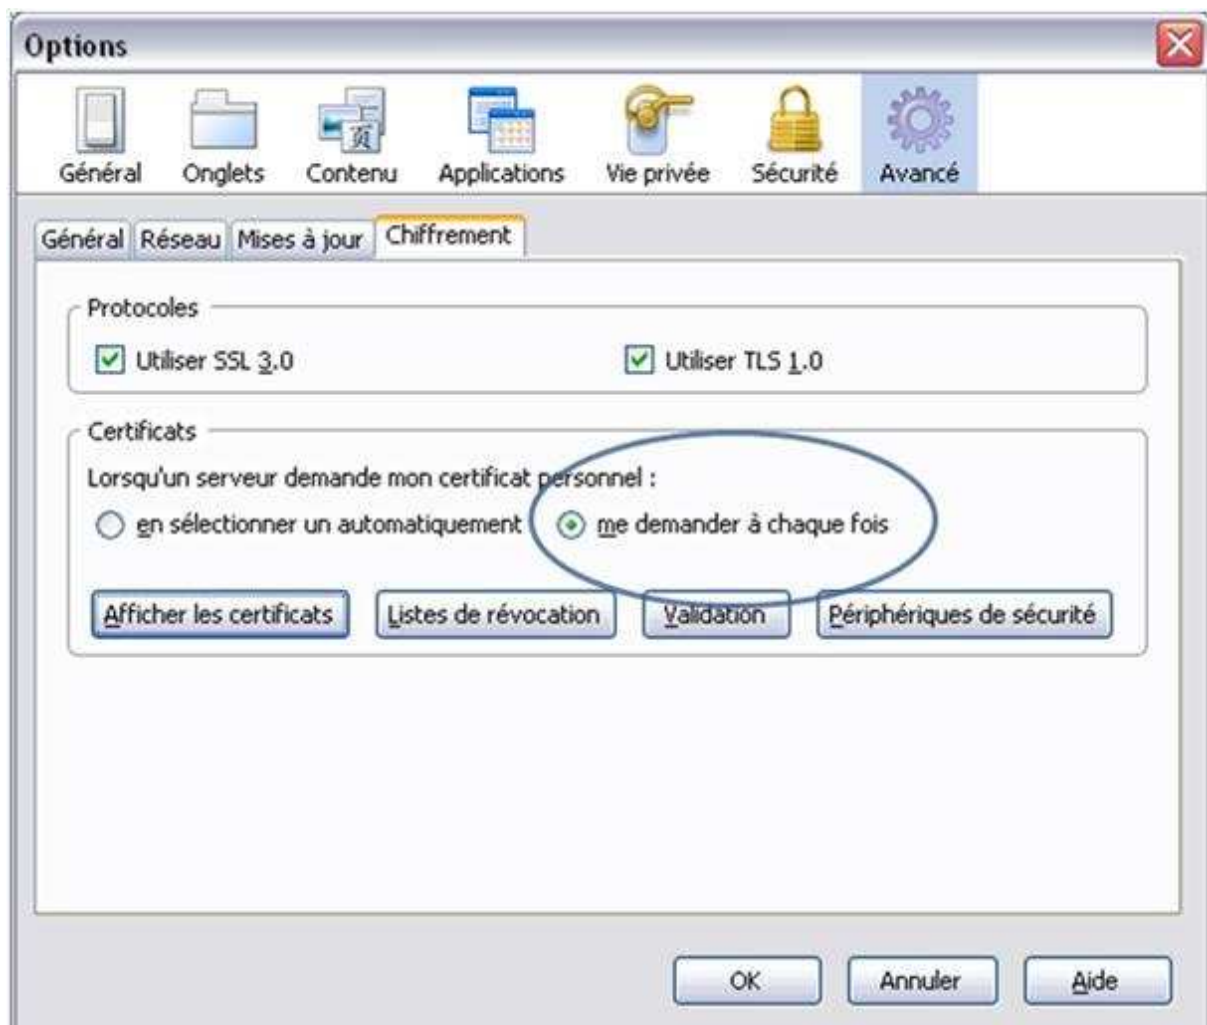 Options
Général Onglets Contenu Applications Vie privée Sécurité Avancé
Général Réseau Mises à jour Chiffrement
Protocoles
Utiliser SSL 3.0 Utiliser TLS 1.0
Certificats
Lorsqu'un serveur demande mon certificat personnel :
en sélectionner un automatiquement me demander à chaque fois
Afficher les certificats Listes de révocation Validation Périphériques de sécurité
OK Annuler Aide